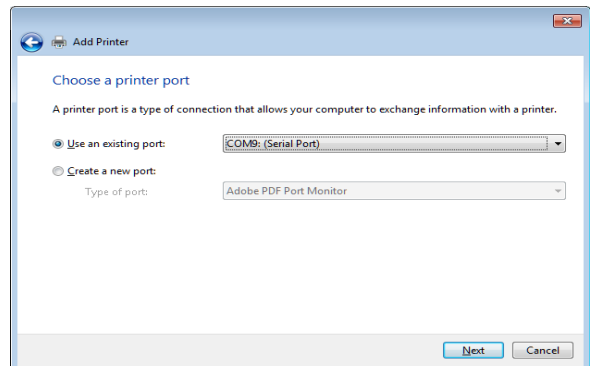 Add Printer
Choose a printer port
A printer port is a type of connection that allows your computer to exchange information with a printer.
Use an existing port: COM9: (Serial Port)
Create a new port:
Type of port: Adobe PDF Port Monitor
Next Cancel